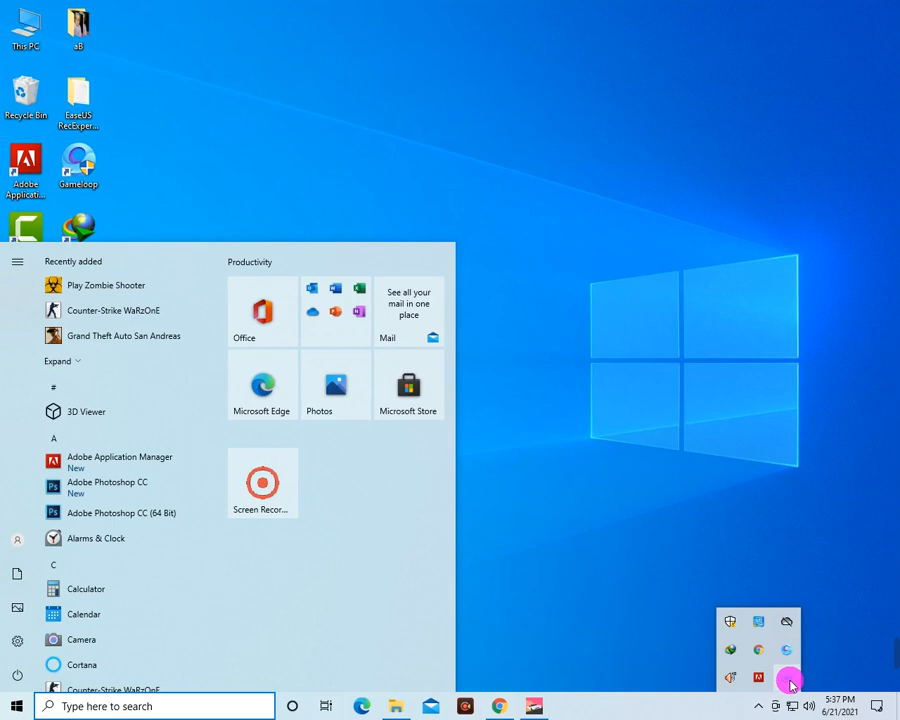 This PC
aB
Recycle Bin
EaseUS
RecExper...
Adobe
Applicati...
Gameloop
Recently added
Play Zombie Shooter
Counter-Strike WaRzOnE
Grand Theft Auto San Andreas
Expand
#
3D Viewer
A
Adobe Application Manager
New
Adobe Photoshop CC
New
Adobe Photoshop CC (64 Bit)
Alarms & Clock
C
Calculator
Calendar
Camera
Cortana
Counter-Strike WaRzOnE
Productivity
Office
See all your
mail in one
place
Mail
Microsoft Edge
Photos
Microsoft Store
Screen Recor...
Type here to search
5:37 PM
6/21/2021